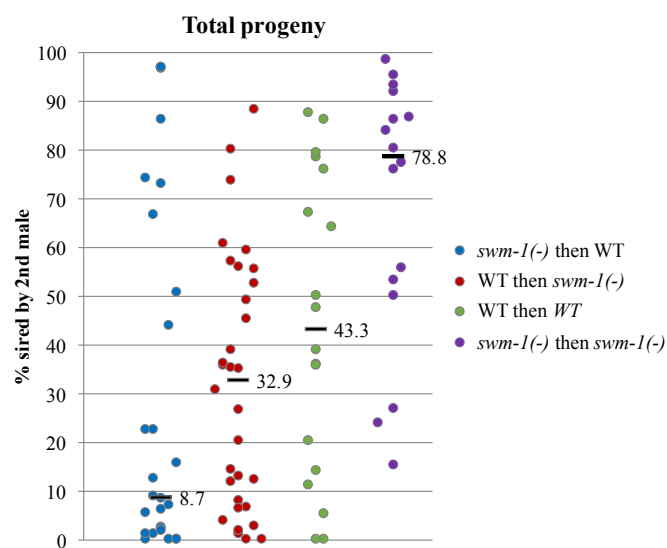 Total progeny
% sired by 2nd male
100
90
80
70
60
50
40
30
20
10
0
8.7
32.9
43.3
78.8
swm-1(-) then WT
WT then swm-1(-)
WT then WT
swm-1(-) then swm-1(-)